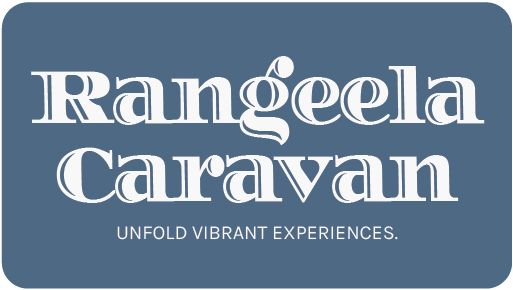 Rangeela
Caravan
UNFOLD VIBRANT EXPERIENCES.